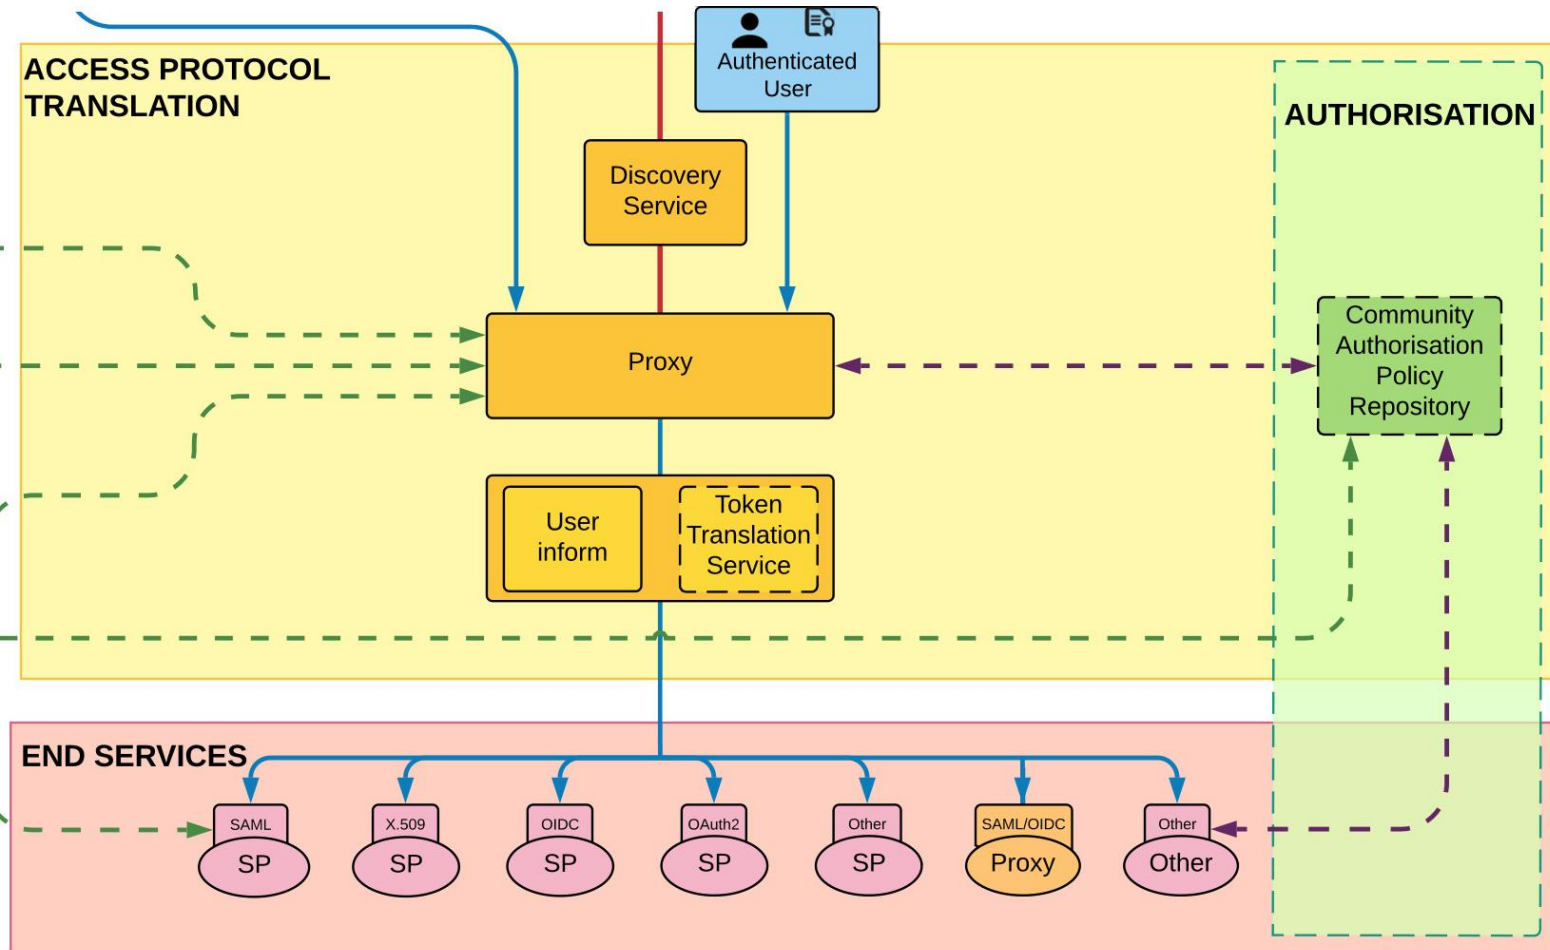 Authenticated
User
ACCESS PROTOCOL
TRANSLATION
AUTHORISATION
Discovery
Service
Proxy
Community
Authorisation
Policy
Repository
User
inform
Token
Translation
Service
END SERVICES
SAML
SP
X.509
SP
OIDC
SP
OAuth2
SP
Other
SP
SAML/OIDC
Proxy
Other
Other